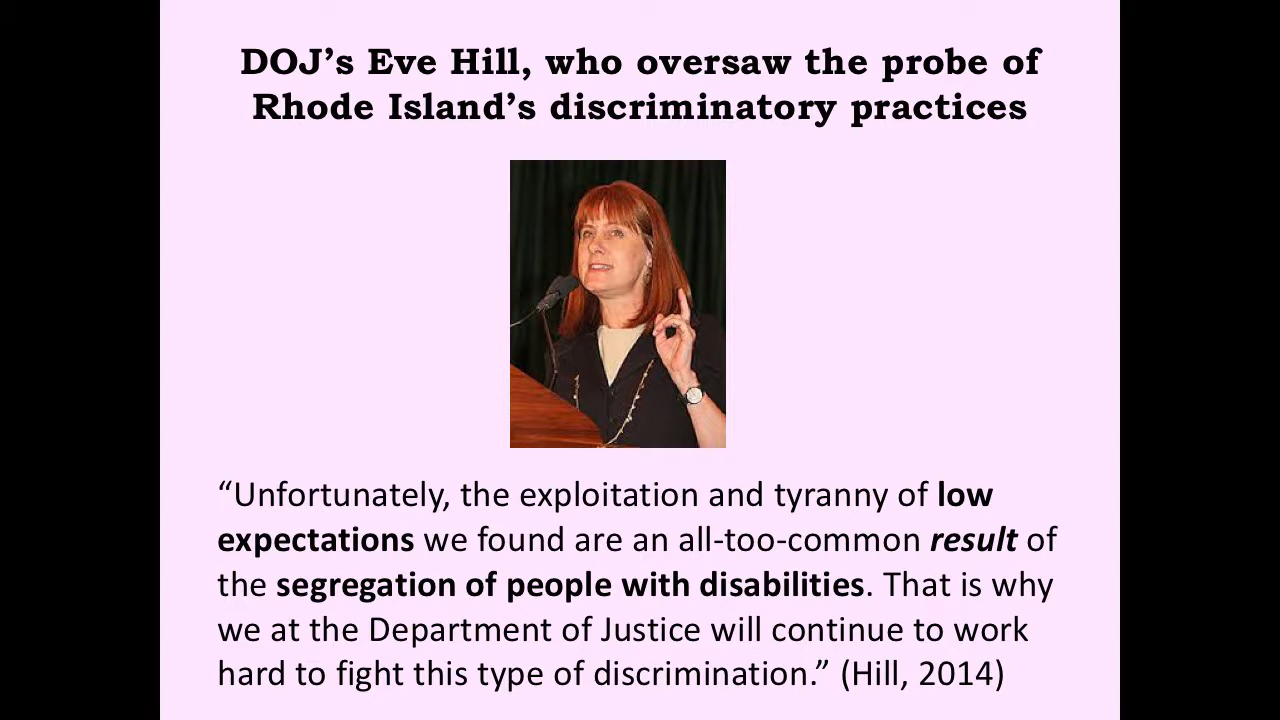 DOJ’s Eve Hill, who oversaw the probe of
Rhode Island’s discriminatory practices
“Unfortunately, the exploitation and tyranny of low
expectations we found are an all-too-common result of
the segregation of people with disabilities. That is why
we at the Department of Justice will continue to work
hard to fight this type of discrimination.” (Hill, 2014)